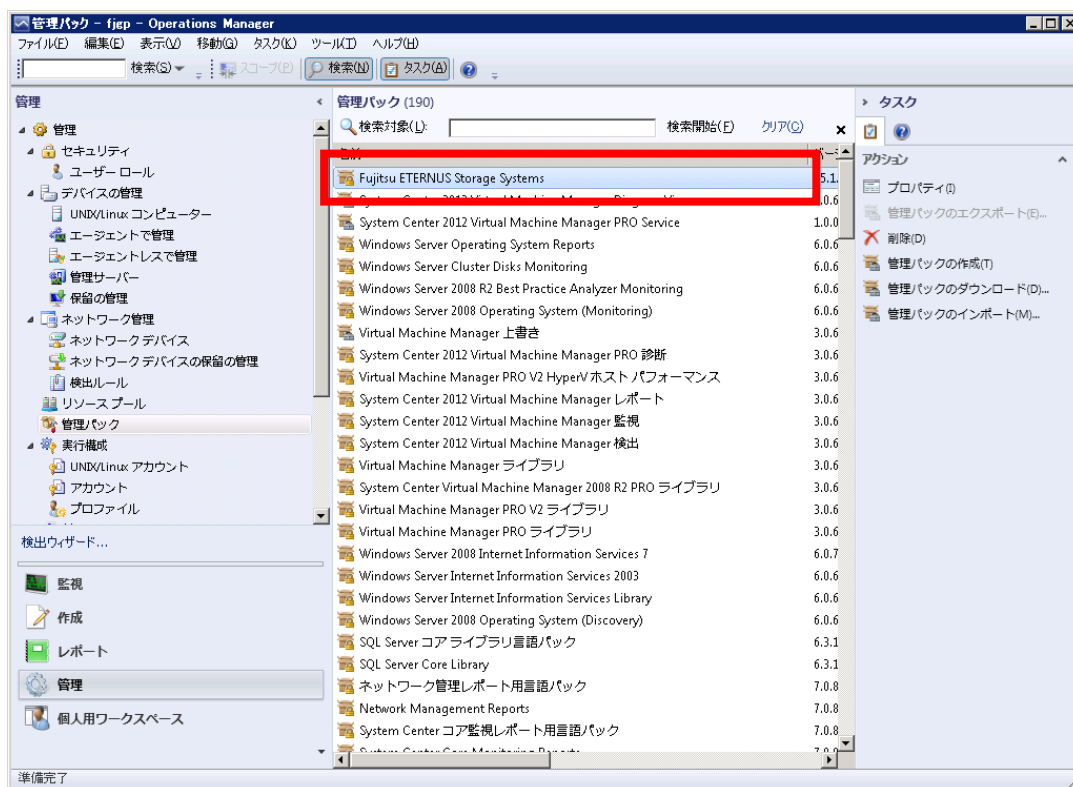 管理パック - fjgp - Operations Manager
ファイル(F) 編集(E) 表示(V) 移動(G) タスク(K) ツール(T) ヘルプ(H)
検索(S) スコープ(P) 検索(N) タスク(A)
管理
管理
セキュリティ
ユーザー ロール
デバイスの管理
UNIX/Linux コンピューター
エージェントで管理
エージェントレスで管理
管理サーバー
保留の管理
ネットワーク管理
ネットワーク デバイス
ネットワーク デバイスの保留の管理
検出ルール
リソース プール
管理パック
実行構成
UNIX/Linux アカウント
アカウント
プロファイル
検出ウィザード...
監視
作成
レポート
管理
個人用ワークスペース
準備完了
管理パック (190)
検索対象(L): 検索開始(F) クリア(C)
Fujitsu ETERNUS Storage Systems 5.1.
System Center 2012 Virtual Machine Manager PRO Service 1.0.0
Windows Server Operating System Reports 6.0.6
Windows Server Cluster Disks Monitoring 6.0.6
Windows Server 2008 R2 Best Practice Analyzer Monitoring 6.0.6
Windows Server 2008 Operating System (Monitoring) 6.0.6
Virtual Machine Manager 上書き 3.0.6
System Center 2012 Virtual Machine Manager PRO 診断 3.0.6
Virtual Machine Manager PRO V2 HyperV ホスト パフォーマンス 3.0.6
System Center 2012 Virtual Machine Manager レポート 3.0.6
System Center 2012 Virtual Machine Manager 監視 3.0.6
System Center 2012 Virtual Machine Manager 検出 3.0.6
Virtual Machine Manager ライブラリ 3.0.6
System Center Virtual Machine Manager 2008 R2 PRO ライブラリ 3.0.6
Virtual Machine Manager PRO V2 ライブラリ 3.0.6
Virtual Machine Manager PRO ライブラリ 3.0.6
Windows Server 2008 Internet Information Services 7 6.0.7
Windows Server Internet Information Services 2003 6.0.6
Windows Server Internet Information Services Library 6.0.6
Windows Server 2008 Operating System (Discovery) 6.0.6
SQL Server コア ライブラリ言語パック 6.3.1
SQL Server Core Library 6.3.1
ネットワーク管理レポート用言語パック 7.0.8
Network Management Reports 7.0.8
System Center コア監視レポート用言語パック 7.0.8
タスク
アクション
プロパティ(I)
管理パックのエクスポート(E)...
削除(D)
管理パックの作成(T)
管理パックのダウンロード(D)...
管理パックのインポート(M)...